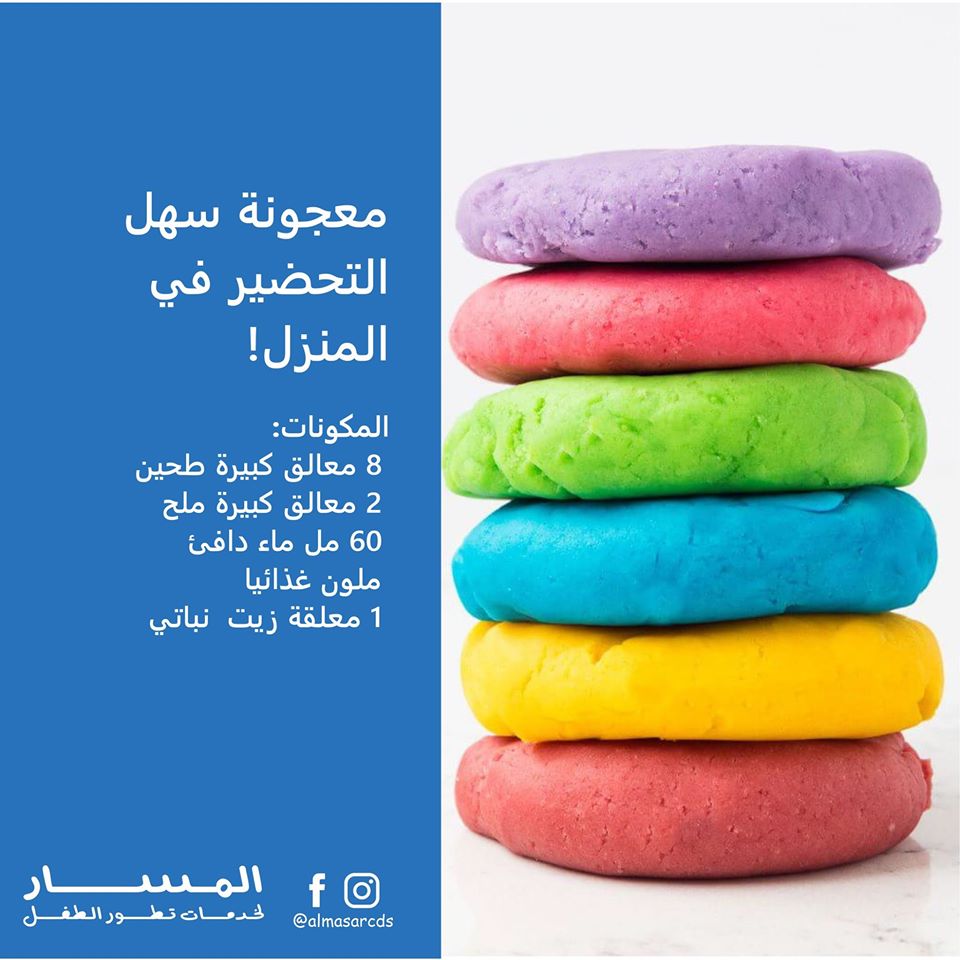 معجونة سهل
التحضير في
المنزل!
المكونات:
8 معالق كبيرة طحين
2 معالق كبيرة ملح
60 مل ماء دافئ
ملون غذائيا
1 معلقة زيت  نباتي
المسار
لخدمات تطور الطفل
@almasarcds